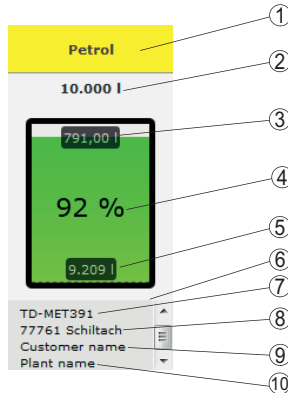 Petrol
①
10.000 l
②
791,00 l
③
92 %
④
9.209 l
⑤
⑥
TD-MET391
⑦
77761 Schiltach
⑧
Customer name
⑨
Plant name
⑩